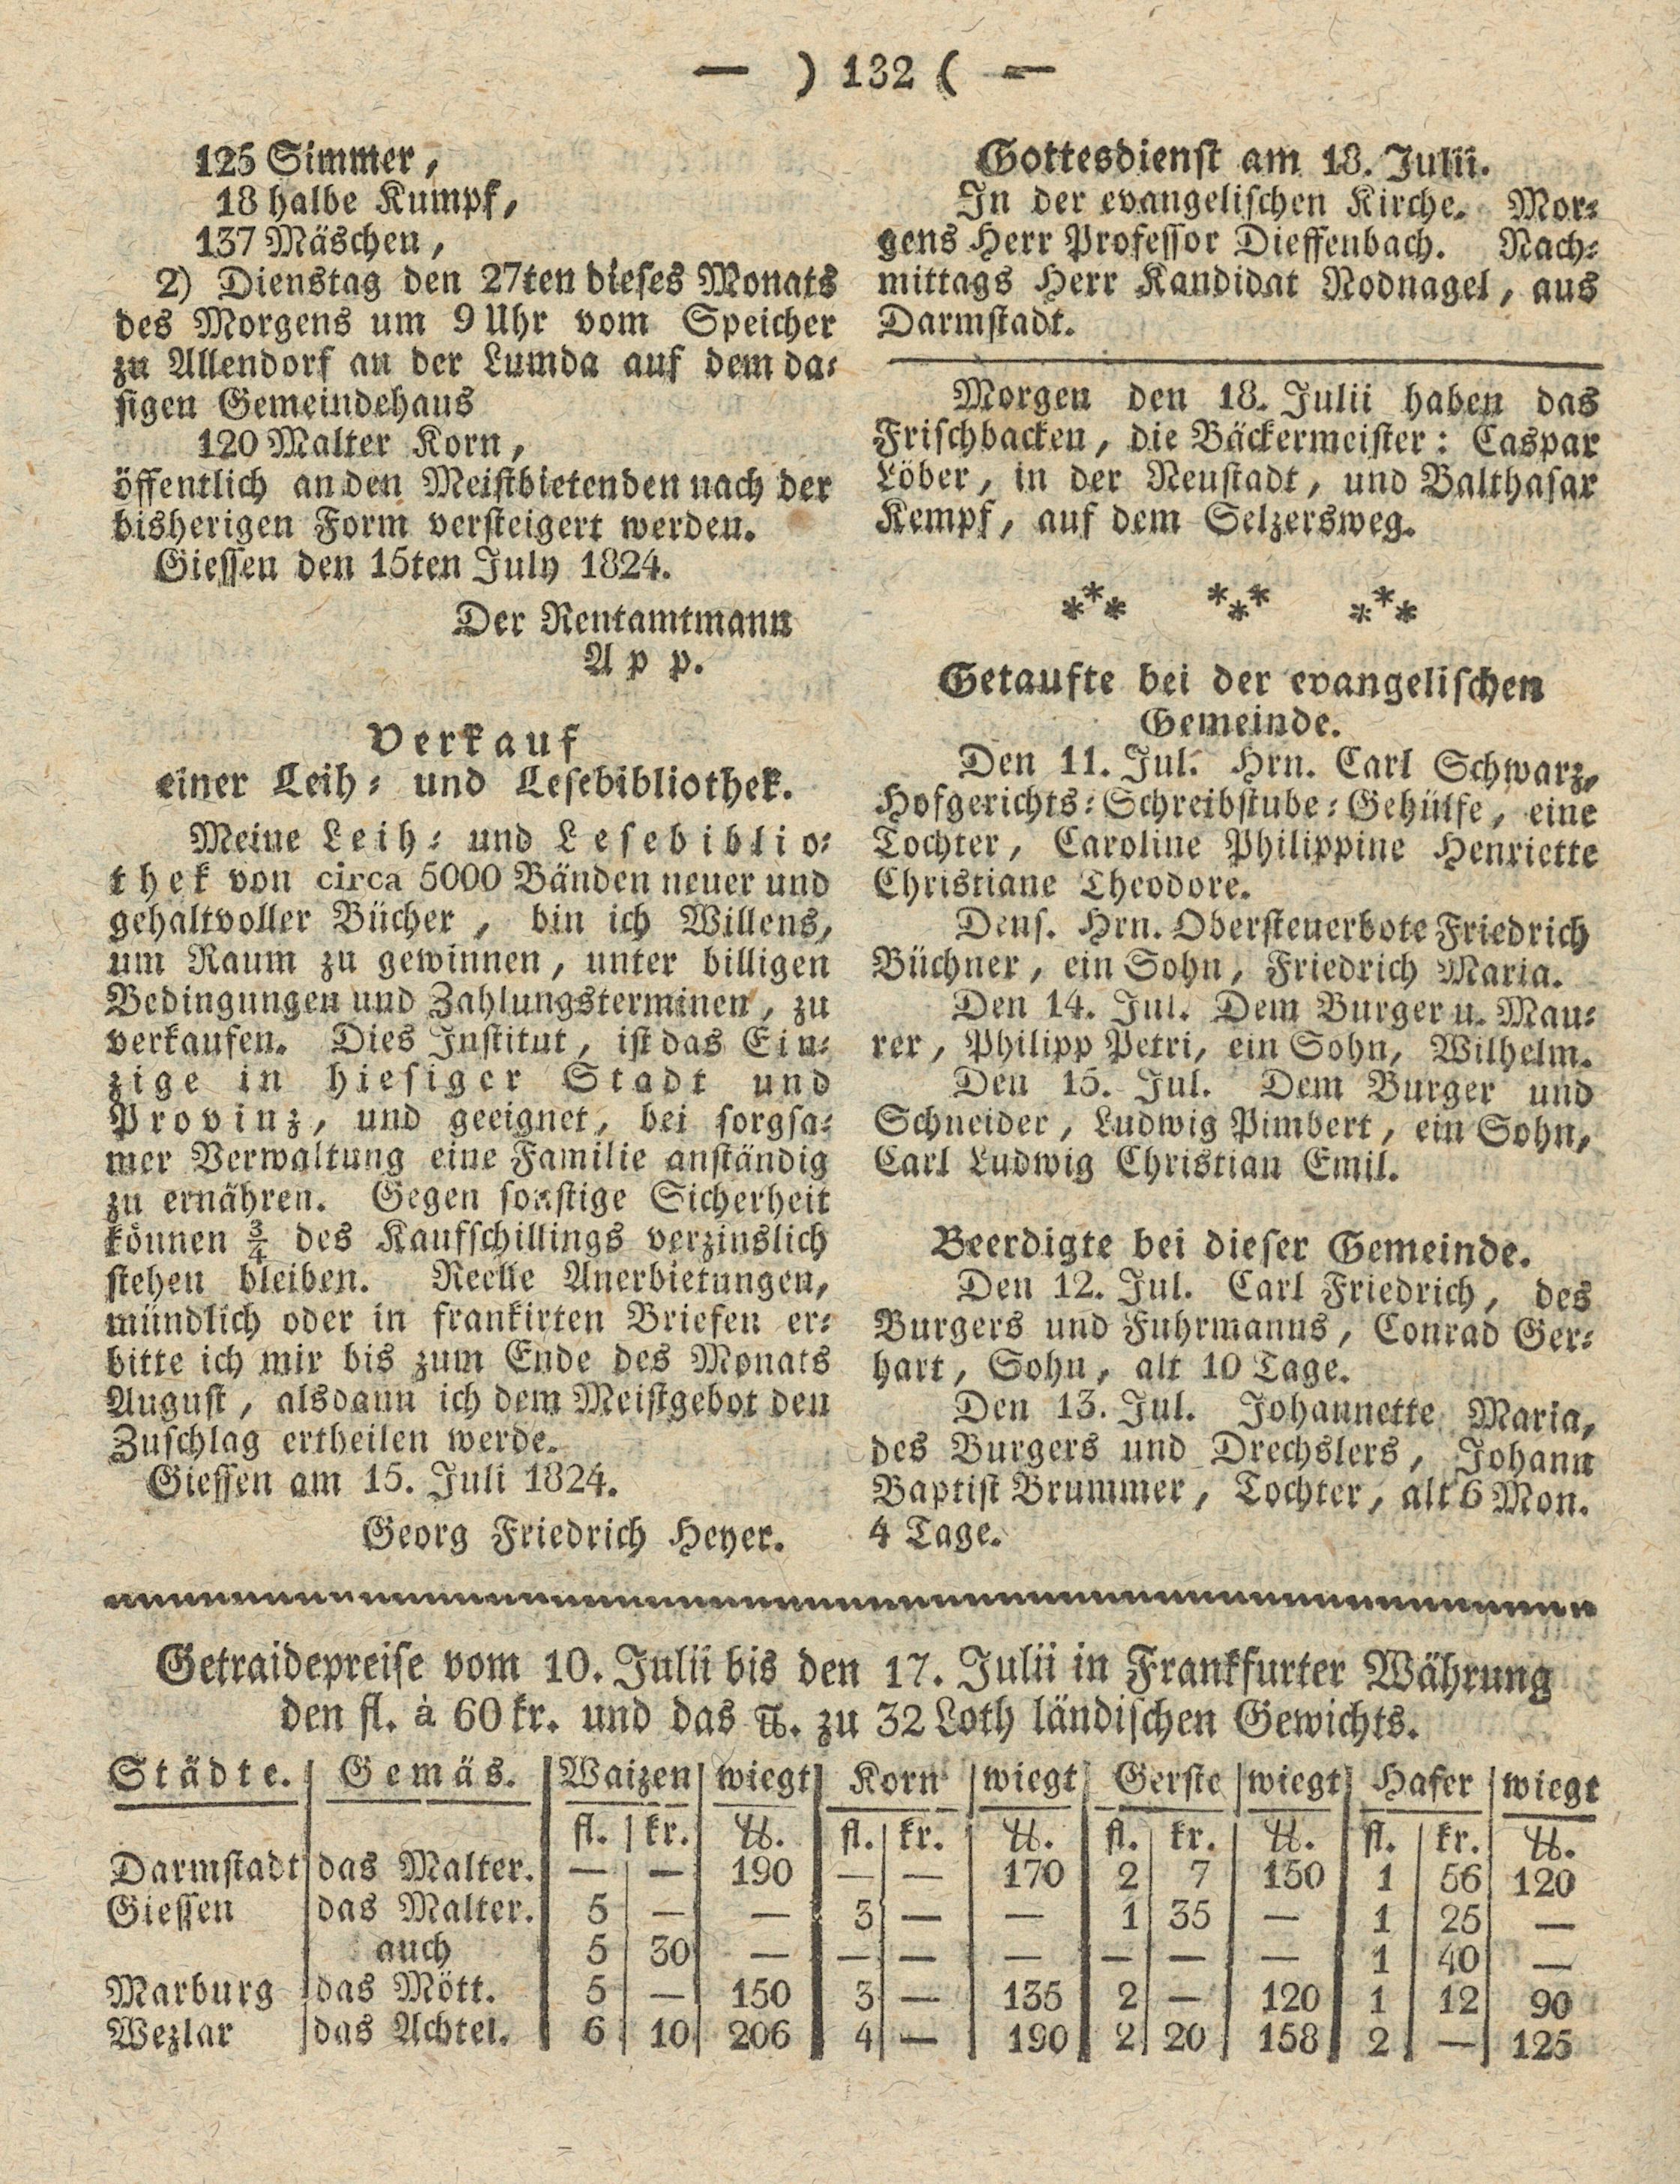 — ) 132 ( —
125 Simmer,
18 halbe Kumpf,
137 Mäschen,
2) Dienstag den 27ten dieses Monats
des Morgens um 9 Uhr vom Speicher
zu Allendorf an der Lumda auf dem da-
sigen Gemeindehaus
120 Malter Korn,
öffentlich an den Meistbietenden nach der
bisherigen Form versteigert werden.
Giessen den 15ten July 1824.
Der Rentamtmann
App.
Verkauf
einer Leih- und Lesebibliothek.
Meine Leih- und Lesebiblio-
thek von circa 5000 Bänden neuer und
gehaltvoller Bücher, bin ich Willens,
um Raum zu gewinnen, unter billigen
Bedingungen und Zahlungsterminen, zu
verkaufen. Dies Institut, ist das Ein-
zige in hiesiger Stadt und
Provinz, und geeignet, bei sorgsa-
mer Verwaltung eine Familie anständig
zu ernähren. Gegen sonstige Sicherheit
können 3/4 des Kaufschillings verzinslich
stehen bleiben. Reelle Anerbietungen,
mündlich oder in frankirten Briefen er-
bitte ich mir bis zum Ende des Monats
August, alsdann ich dem Meistgebot den
Zuschlag ertheilen werde.
Giessen am 15. Juli 1824.
Georg Friedrich Heyer.
Gottesdienst am 18. Julii.
In der evangelischen Kirche. Mor-
gens Herr Professor Dieffenbach. Nach-
mittags Herr Kandidat Nodnagel, aus
Darmstadt.
Morgen den 18. Julii haben das
Frischbacken, die Bäckermeister: Caspar
Löber, in der Neustadt, und Balthasar
Kempf, auf dem Selzersweg.
*** *** ***
Getaufte bei der evangelischen
Gemeinde.
Den 11. Jul. Hrn. Carl Schwarz,
Hofgerichts-Schreibstube-Gehülfe, eine
Tochter, Caroline Philippine Henriette
Christiane Theodore.
Dens. Hrn. Obersteuerbote Friedrich
Büchner, ein Sohn, Friedrich Maria.
Den 14. Jul. Dem Burger u. Mau-
rer, Philipp Petri, ein Sohn, Wilhelm.
Den 15. Jul. Dem Burger und
Schneider, Ludwig Pimbert, ein Sohn,
Carl Ludwig Christian Emil.
Beerdigte bei dieser Gemeinde.
Den 12. Jul. Carl Friedrich, des
Burgers und Fuhrmanns, Conrad Ger-
hart, Sohn, alt 10 Tage.
Den 13. Jul. Johannette Maria,
des Burgers und Drechslers, Johann
Baptist Brummer, Tochter, alt 6 Mon.
4 Tage.
Getraidepreise vom 10. Julii bis den 17. Julii in Frankfurter Währung
den fl. à 60 kr. und das ℔. zu 32 Loth ländischen Gewichts.
Städte. Gemäs. Waizen wiegt Korn wiegt Gerste wiegt Hafer wiegt
fl. kr. ℔. fl. kr. ℔. fl. kr. ℔. fl. kr. ℔.
Darmstadt das Malter. — — 190 — — 170 2 7 150 1 56 120
Giessen das Malter. 5 — — 3 — — 1 35 — 1 25 —
auch 5 30 — — — — — — — 1 40 —
Marburg das Mött. 5 — 150 3 — 135 2 — 120 1 12 90
Wezlar das Achtel. 6 10 206 4 — 190 2 20 158 2 — 125